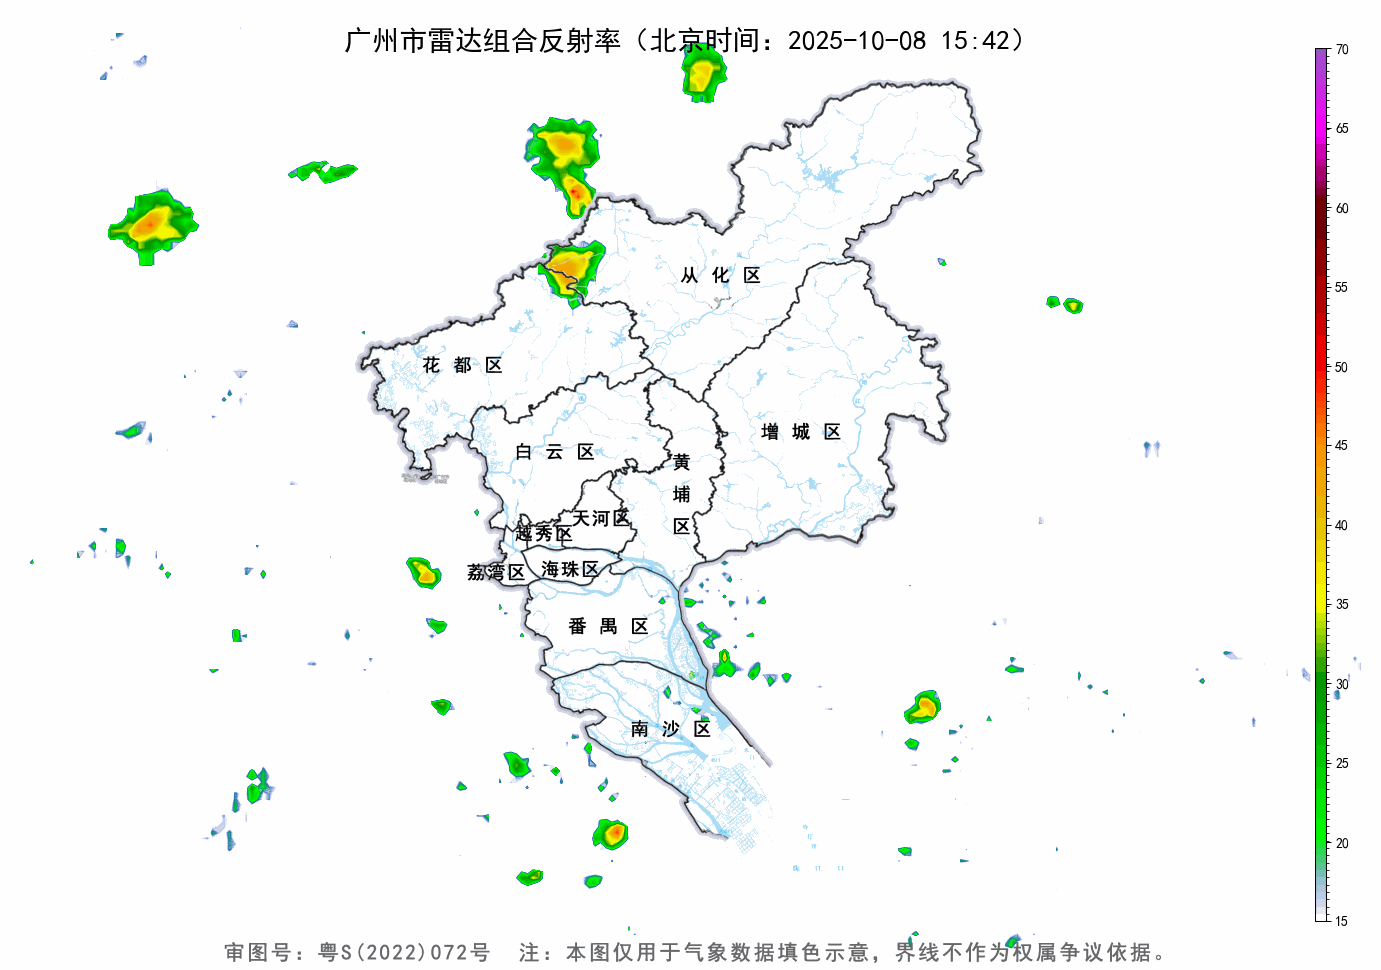 广州市雷达组合反射率（北京时间：2025-10-08 15:42）
70
65
60
55
50
45
40
35
30
25
20
15
从化区
花都区
增城区
白云区
黄埔区
天河区
越秀区
荔湾区
海珠区
番禺区
南沙区
审图号：粤S(2022)072号 注：本图仅用于气象数据填色示意，界线不作为权属争议依据。